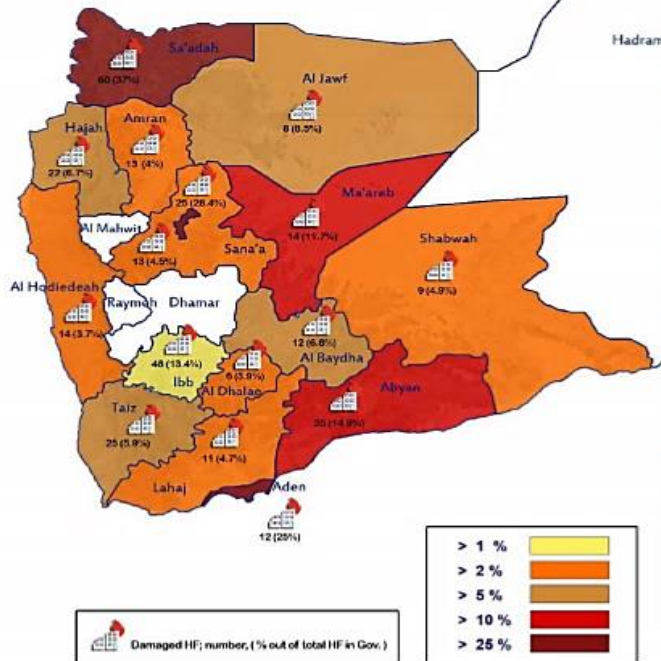 Hadram
Sa'adah
60 (37%)
Al Jawf
8 (8.5%)
Hajah
22 (6.7%)
Amran
13 (4%)
25 (28.4%)
Ma'areb
14 (11.7%)
Al Mahwit
13 (4.5%)
Sana'a
Shabwah
9 (4.9%)
Al Hodiedeah
14 (3.7%)
Raymah
Dhamar
12 (6.8%)
Al Baydha
48 (13.4%)
Ibb
6 (3.9%)
Al Dhalae
Abyan
(14.9%)
Taiz
25 (5.9%)
11 (4.7%)
Lahaj
Aden
12 (25%)
> 1 %
> 2 %
> 5 %
> 10 %
> 25 %
Damaged HF; number, ( % out of total HF in Gov. )